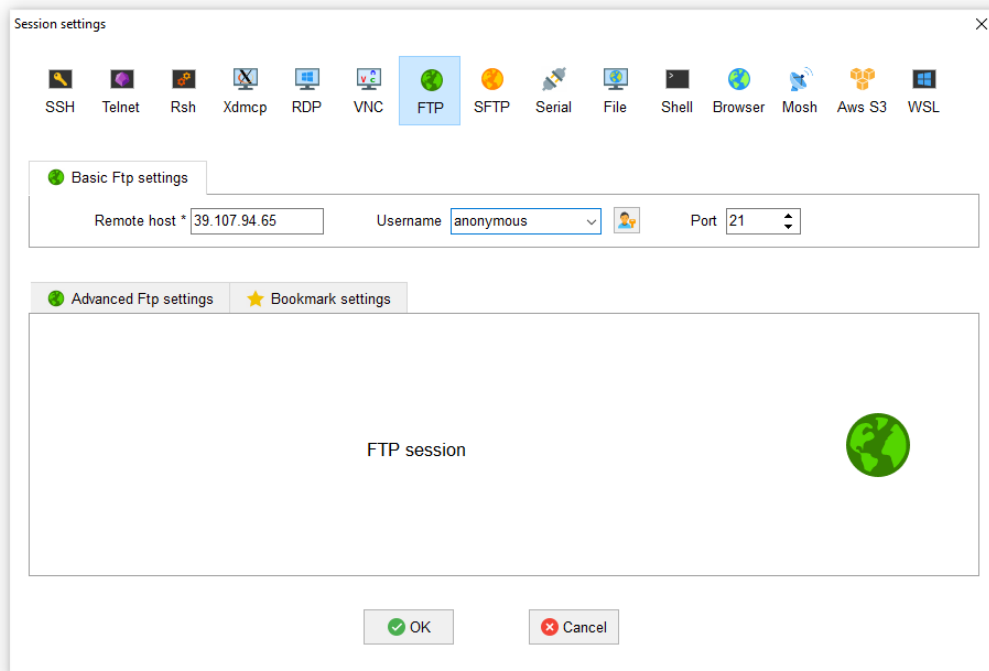 Session settings
SSH Telnet Rsh Xdmcp RDP VNC FTP SFTP Serial File Shell Browser Mosh Aws S3 WSL
Basic Ftp settings
Remote host * 39.107.94.65 Username anonymous Port 21
Advanced Ftp settings Bookmark settings
FTP session
OK Cancel